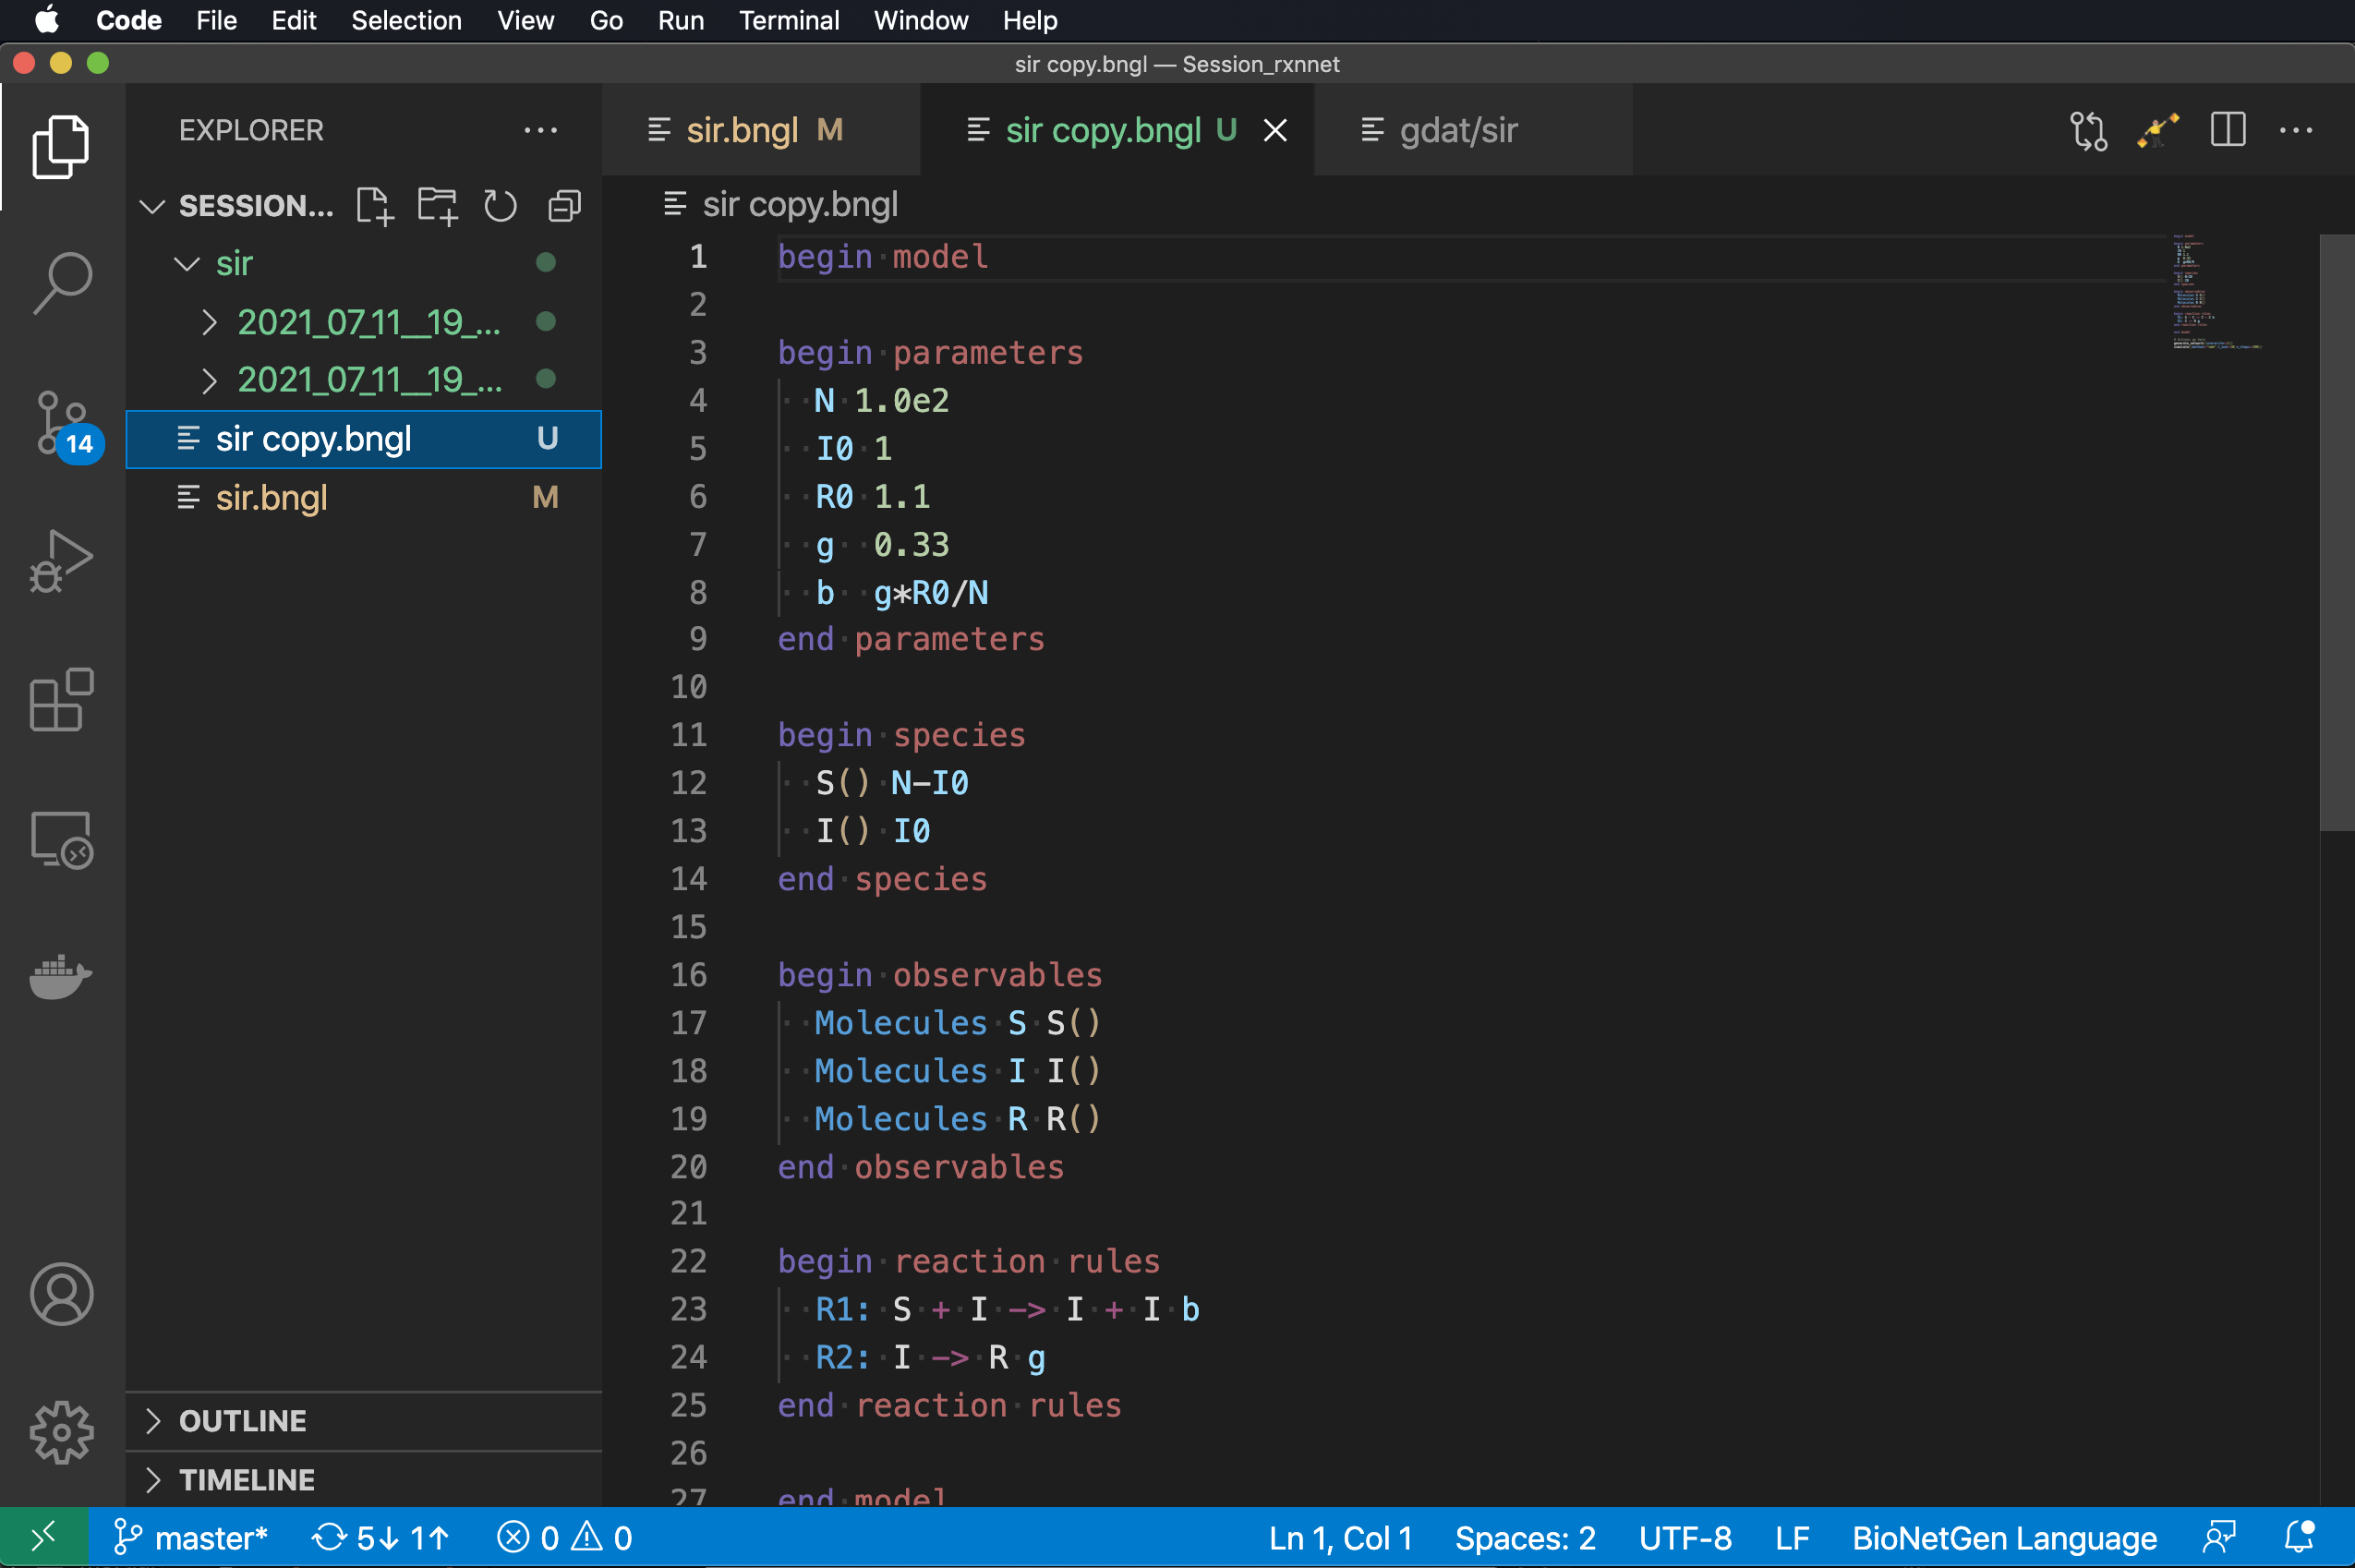 Code File Edit Selection View Go Run Terminal Window Help
sir copy.bngl — Session_rxnnet
EXPLORER
SESSION...
sir
2021_07_11__19_...
2021_07_11__19_...
sir copy.bngl U
sir.bngl M
OUTLINE
TIMELINE
14
sir.bngl M
sir copy.bngl U
gdat/sir
sir copy.bngl
1 begin model
2
3 begin parameters
4 N 1.0e2
5 I0 1
6 R0 1.1
7 g 0.33
8 b g*R0/N
9 end parameters
10
11 begin species
12 S() N-I0
13 I() I0
14 end species
15
16 begin observables
17 Molecules S S()
18 Molecules I I()
19 Molecules R R()
20 end observables
21
22 begin reaction rules
23 R1: S + I -> I + I b
24 R2: I -> R g
25 end reaction rules
26
27 end model
master* 5↓ 1↑ 0 0 Ln 1, Col 1 Spaces: 2 UTF-8 LF BioNetGen Language